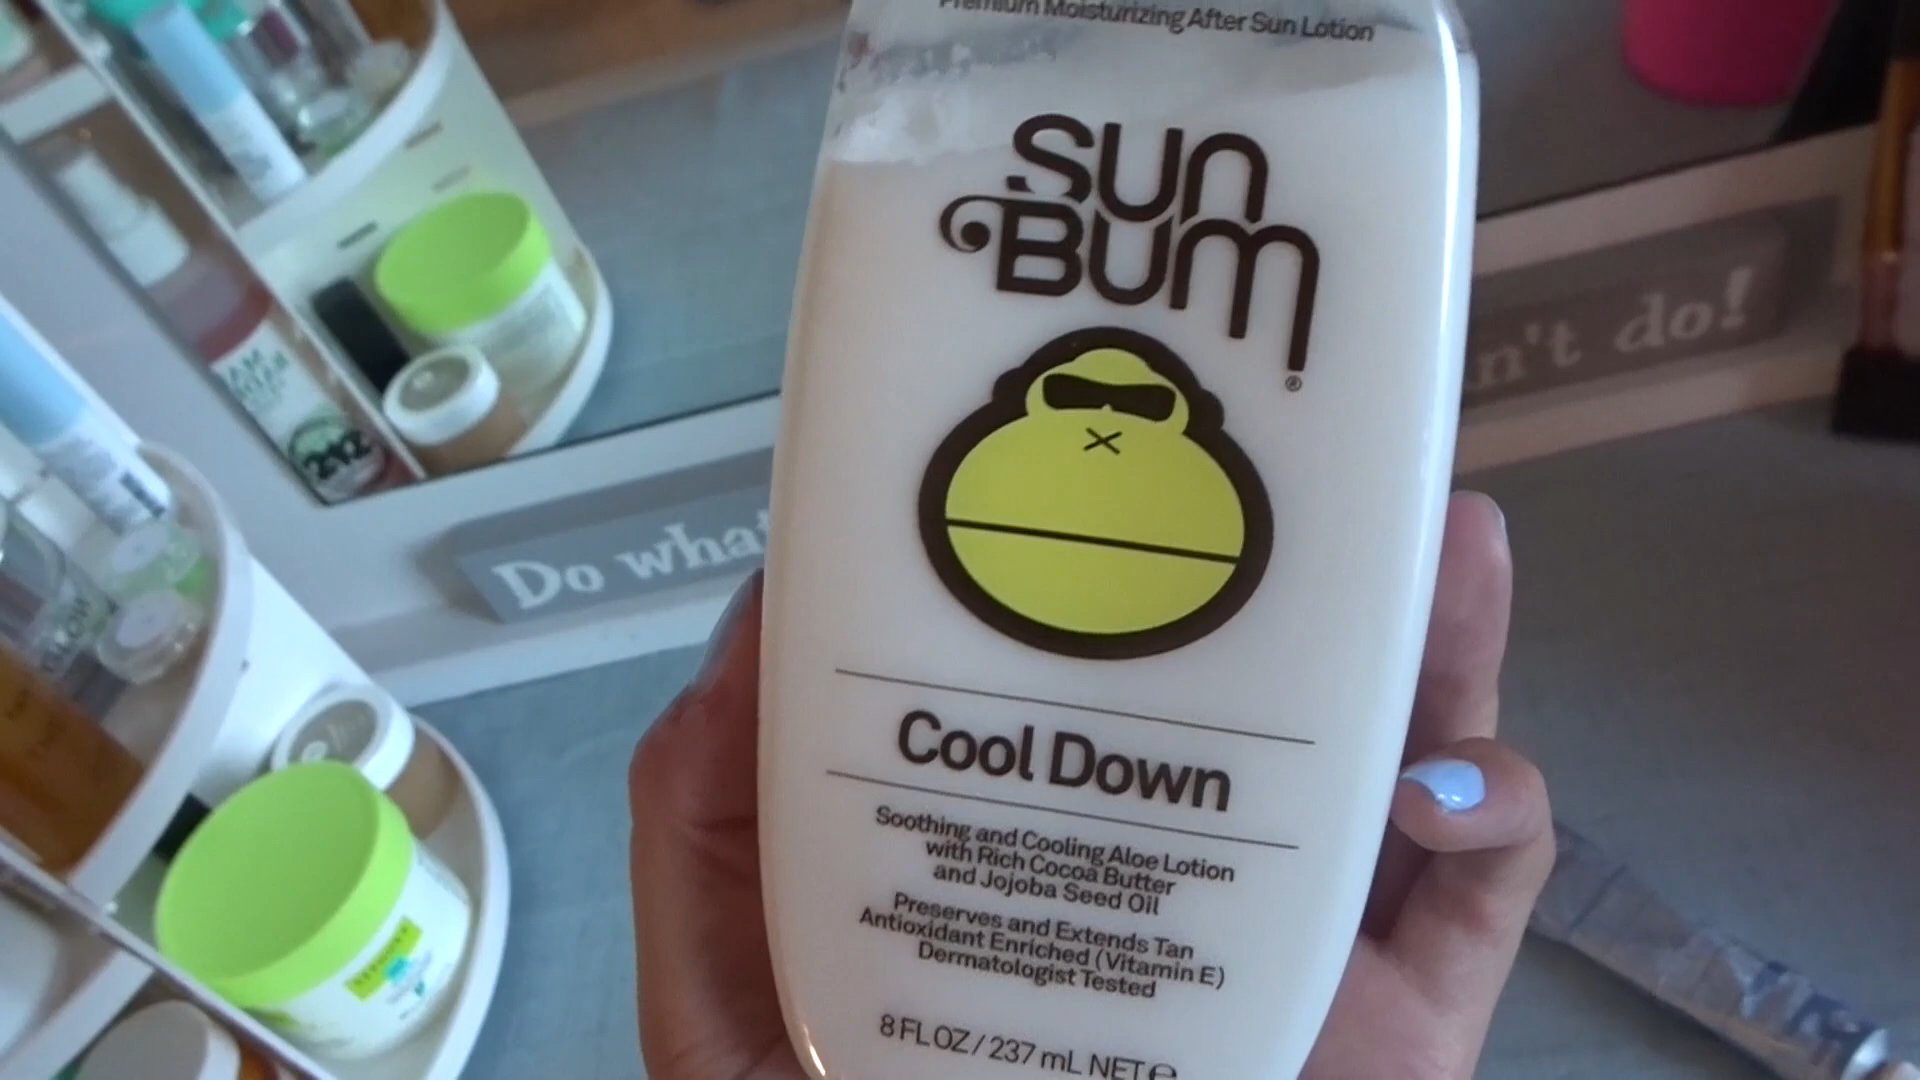 Premium Moisturizing After Sun Lotion
SUN
BUM
®
Cool Down
Soothing and Cooling Aloe Lotion
with Rich Cocoa Butter
and Jojoba Seed Oil
Preserves and Extends Tan
Antioxidant Enriched (Vitamin E)
Dermatologist Tested
8 FL OZ / 237 mL NET ℮
Do what
n't do!
212